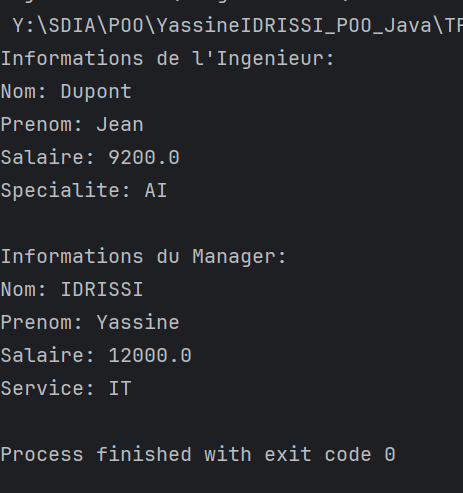 Y:\SDIA\POO\YassineIDRISSI_POO_Java\TP
Informations de l'Ingenieur:
Nom: Dupont
Prenom: Jean
Salaire: 9200.0
Specialite: AI
Informations du Manager:
Nom: IDRISSI
Prenom: Yassine
Salaire: 12000.0
Service: IT
Process finished with exit code 0